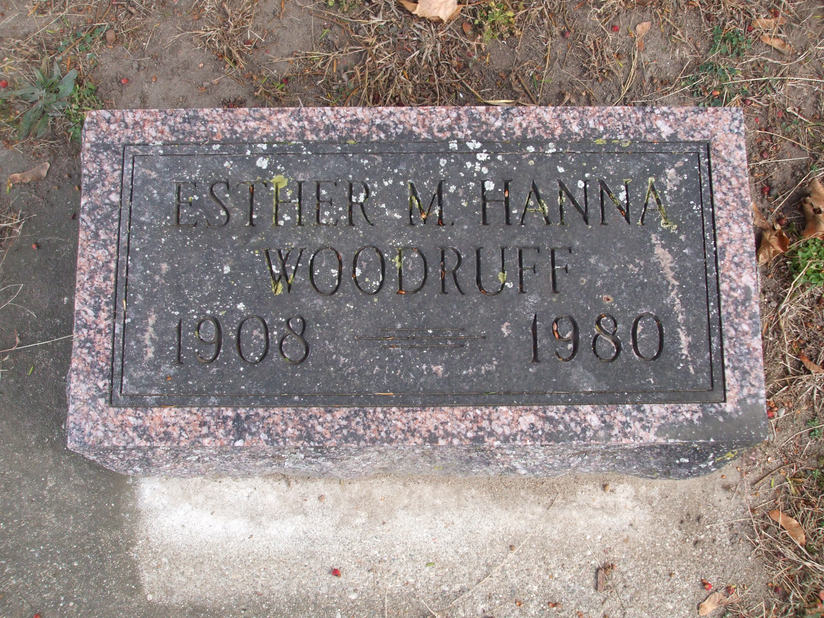 ESTHER M. HANNA
WOODRUFF
1908 1980